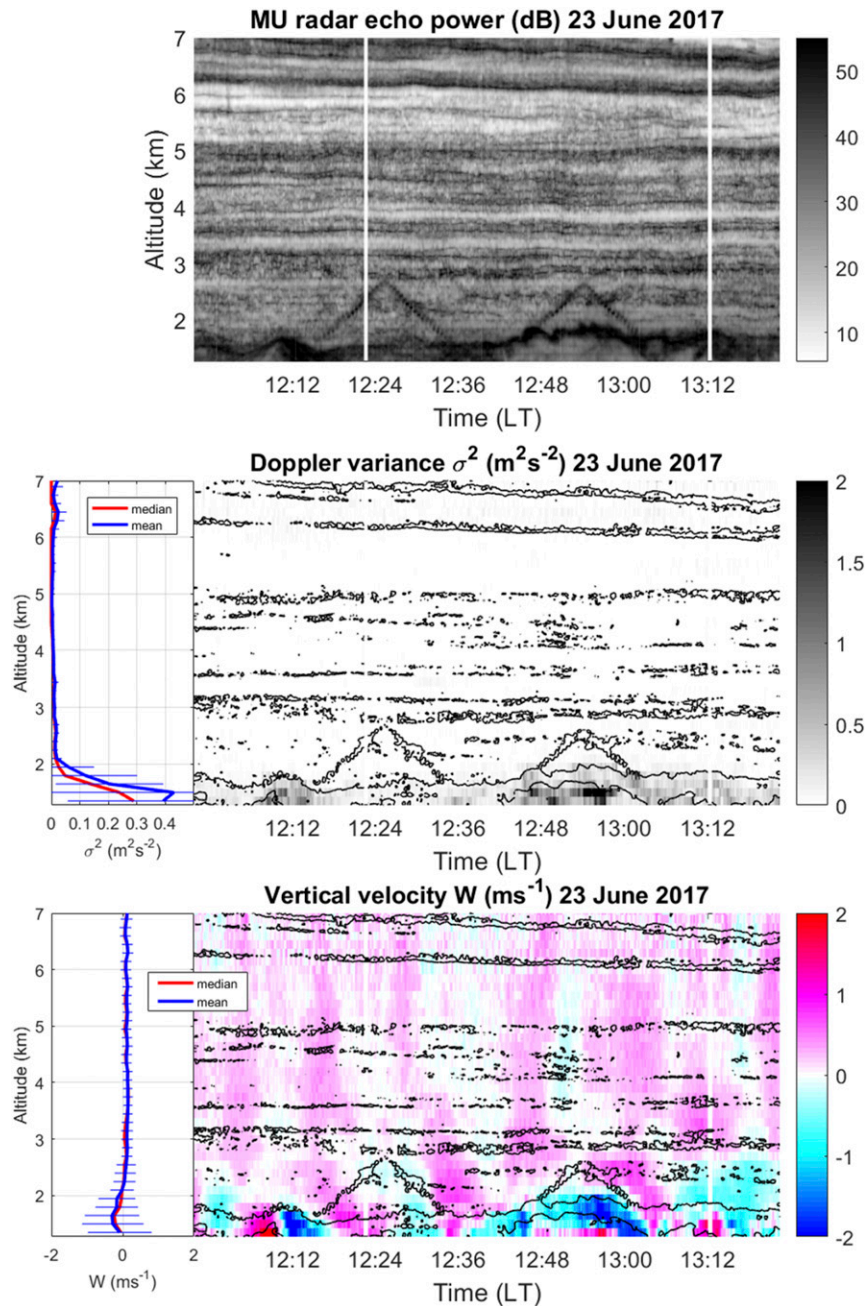 MU radar echo power (dB) 23 June 2017
7
6
5
4
3
2
Altitude (km)
50
40
30
20
10
12:12 12:24 12:36 12:48 13:00 13:12
Time (LT)
Doppler variance σ² (m²s⁻²) 23 June 2017
7
6
5
4
3
2
Altitude (km)
median
mean
0 0.1 0.2 0.3 0.4
σ² (m²s⁻²)
2
1.5
1
0.5
0
12:12 12:24 12:36 12:48 13:00 13:12
Time (LT)
Vertical velocity W (ms⁻¹) 23 June 2017
7
6
5
4
3
2
Altitude (km)
median
mean
-2 0 2
W (ms⁻¹)
2
1
0
-1
-2
12:12 12:24 12:36 12:48 13:00 13:12
Time (LT)